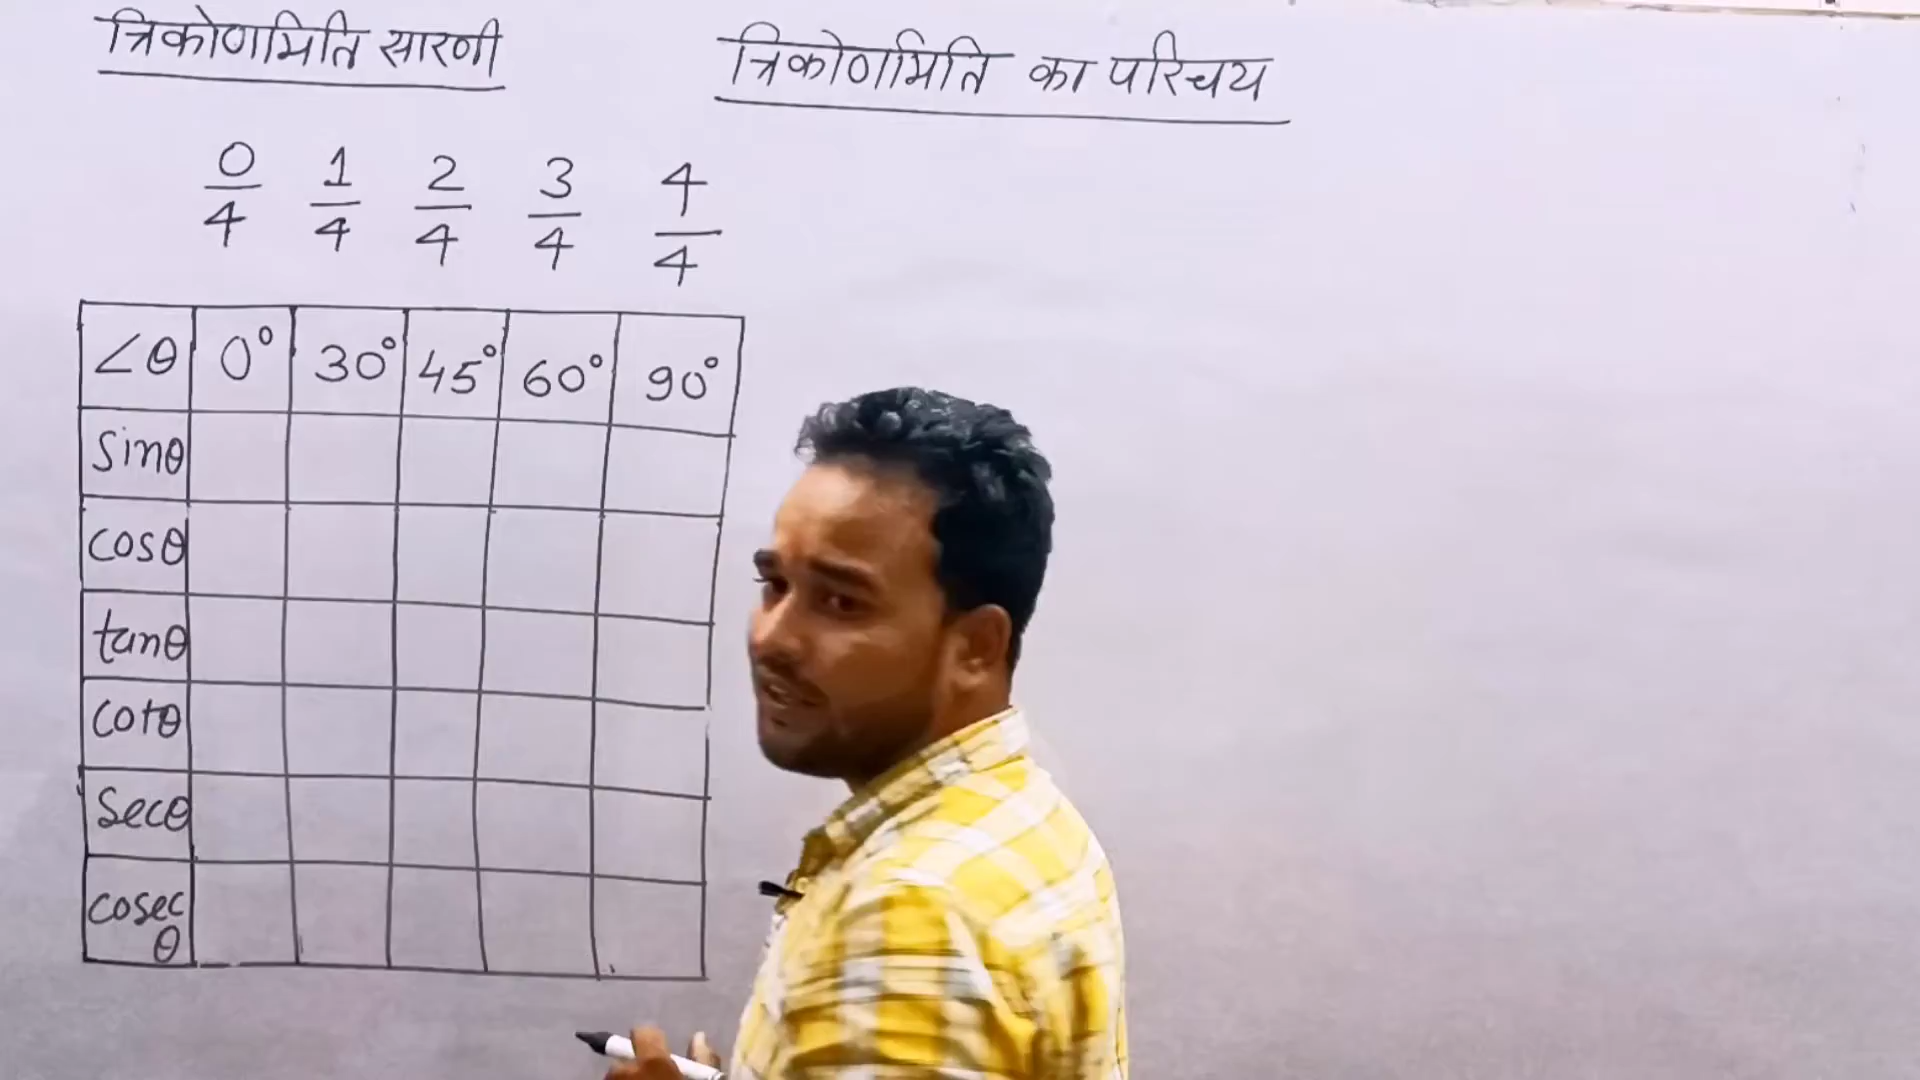 त्रिकोणमिति सारणी
त्रिकोणमिति का परिचय
0/4 1/4 2/4 3/4 4/4
∠θ 0° 30° 45° 60° 90°
sinθ
cosθ
tanθ
cotθ
secθ
cosec
θ